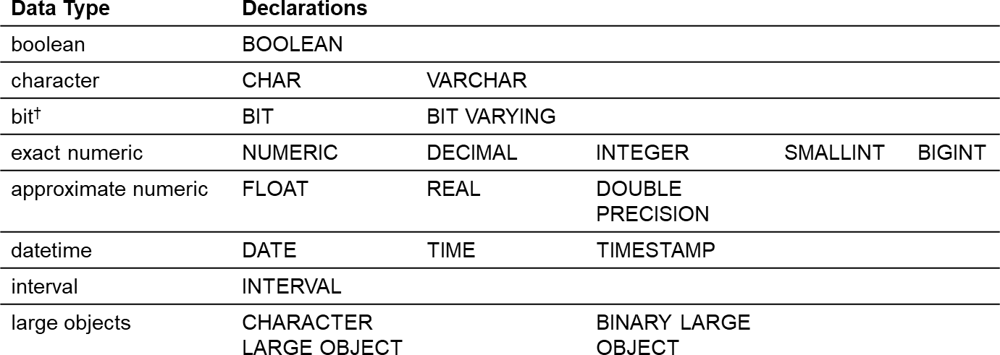 Data Type Declarations
boolean BOOLEAN
character CHAR VARCHAR
bit† BIT BIT VARYING
exact numeric NUMERIC DECIMAL INTEGER SMALLINT BIGINT
approximate numeric FLOAT REAL DOUBLE
PRECISION
datetime DATE TIME TIMESTAMP
interval INTERVAL
large objects CHARACTER BINARY LARGE
LARGE OBJECT OBJECT